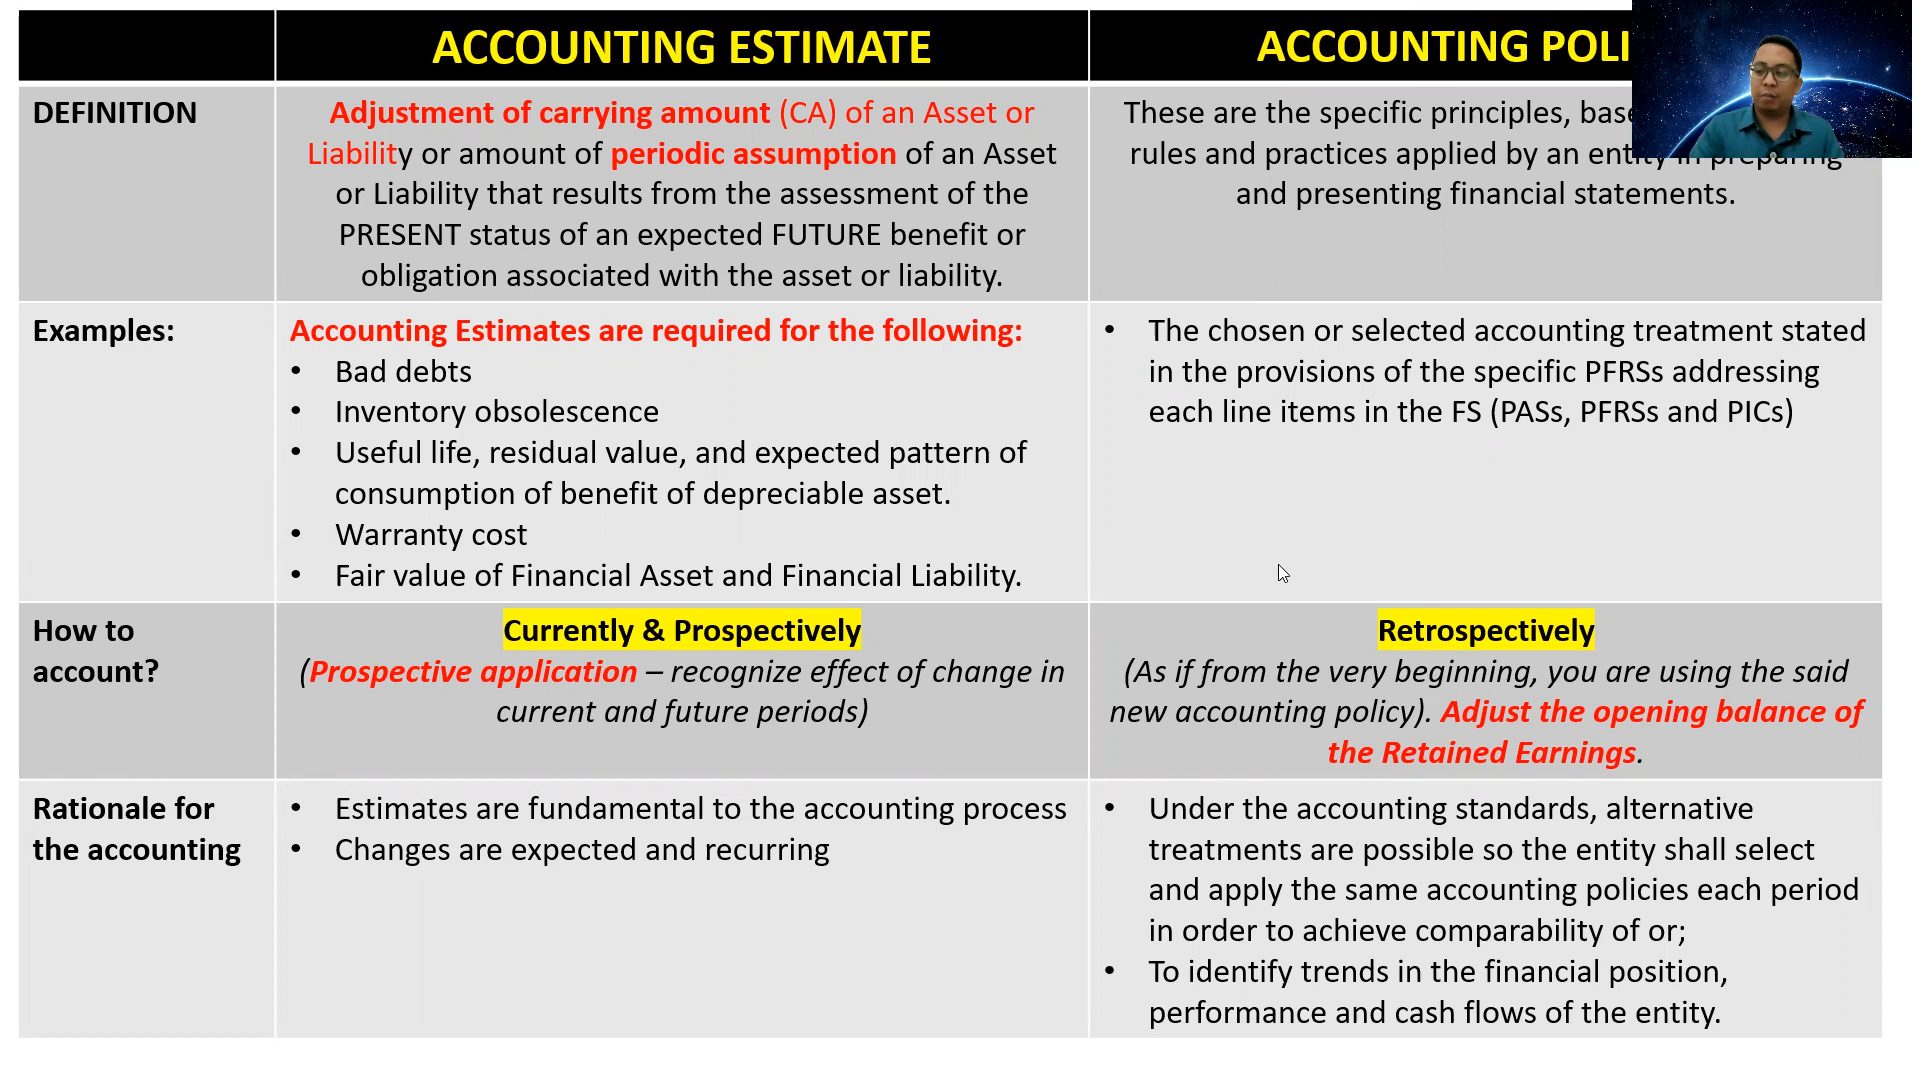 ACCOUNTING ESTIMATE
ACCOUNTING POLI
DEFINITION
Adjustment of carrying amount (CA) of an Asset or
Liability or amount of periodic assumption of an Asset
or Liability that results from the assessment of the
PRESENT status of an expected FUTURE benefit or
obligation associated with the asset or liability.
These are the specific principles,
rules and practices applied by an entity in preparing
and presenting financial statements.
Examples:
Accounting Estimates are required for the following:
• Bad debts
• Inventory obsolescence
• Useful life, residual value, and expected pattern of
consumption of benefit of depreciable asset.
• Warranty cost
• Fair value of Financial Asset and Financial Liability.
• The chosen or selected accounting treatment stated
in the provisions of the specific PFRSs addressing
each line items in the FS (PASs, PFRSs and PICs)
How to
account?
Currently & Prospectively
(Prospective application – recognize effect of change in
current and future periods)
Retrospectively
(As if from the very beginning, you are using the said
new accounting policy). Adjust the opening balance of
the Retained Earnings.
Rationale for
the accounting
• Estimates are fundamental to the accounting process
• Changes are expected and recurring
• Under the accounting standards, alternative
treatments are possible so the entity shall select
and apply the same accounting policies each period
in order to achieve comparability of or;
• To identify trends in the financial position,
performance and cash flows of the entity.